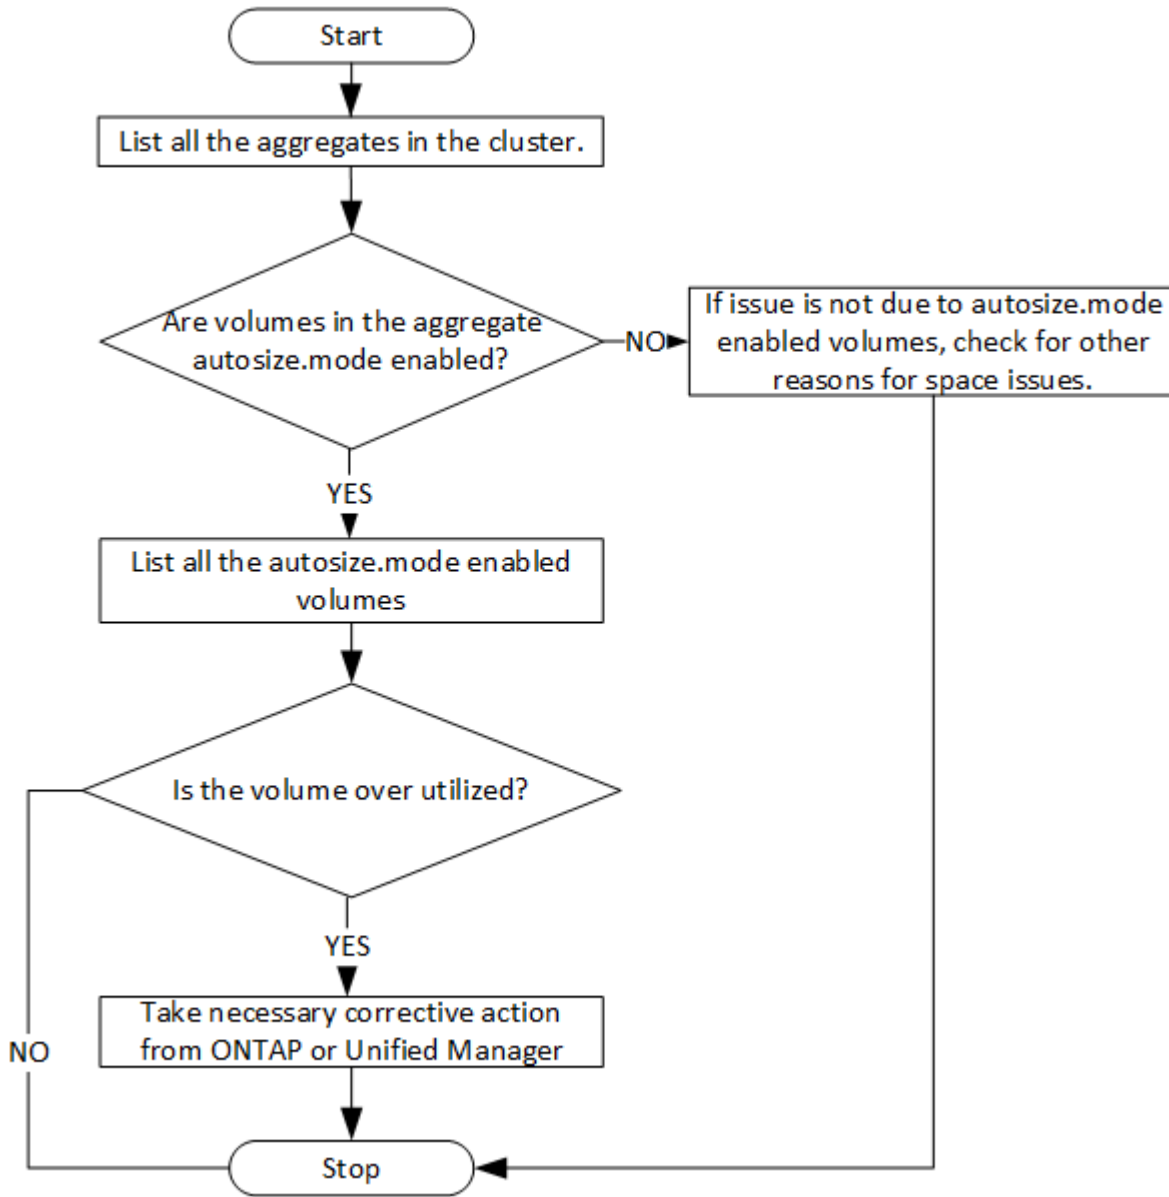 Start
List all the aggregates in the cluster.
Are volumes in the aggregate
autosize.mode enabled?
NO
If issue is not due to autosize.mode
enabled volumes, check for other
reasons for space issues.
YES
List all the autosize.mode enabled
volumes
Is the volume over utilized?
YES
Take necessary corrective action
from ONTAP or Unified Manager
NO
Stop